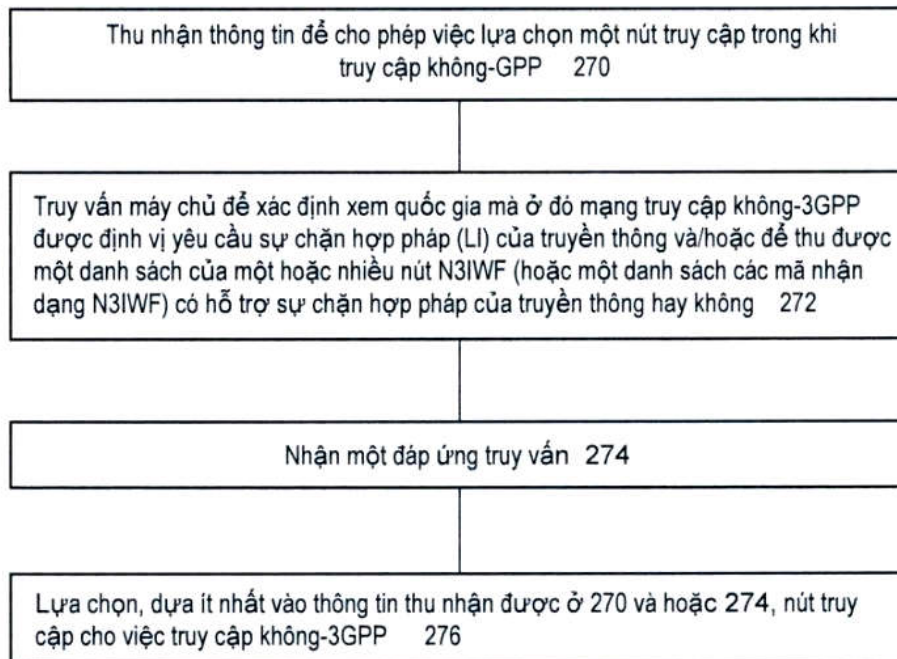 Thu nhận thông tin để cho phép việc lựa chọn một nút truy cập trong khi
truy cập không-GPP 270
Truy vấn máy chủ để xác định xem quốc gia mà ở đó mạng truy cập không-3GPP
được định vị yêu cầu sự chặn hợp pháp (LI) của truyền thông và/hoặc để thu được
một danh sách của một hoặc nhiều nút N3IWF (hoặc một danh sách các mã nhận
dạng N3IWF) có hỗ trợ sự chặn hợp pháp của truyền thông hay không 272
Nhận một đáp ứng truy vấn 274
Lựa chọn, dựa ít nhất vào thông tin thu nhận được ở 270 và hoặc 274, nút truy
cập cho việc truy cập không-3GPP 276